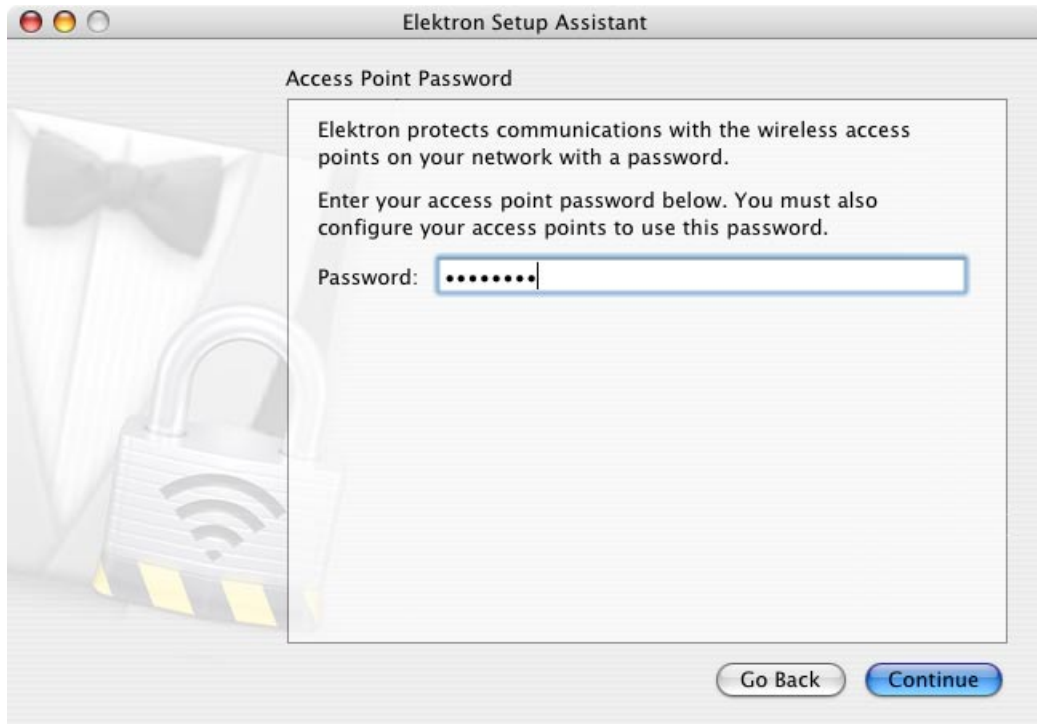 Elektron Setup Assistant
Access Point Password
Elektron protects communications with the wireless access
points on your network with a password.
Enter your access point password below. You must also
configure your access points to use this password.
Password: ••••••••
Go Back Continue